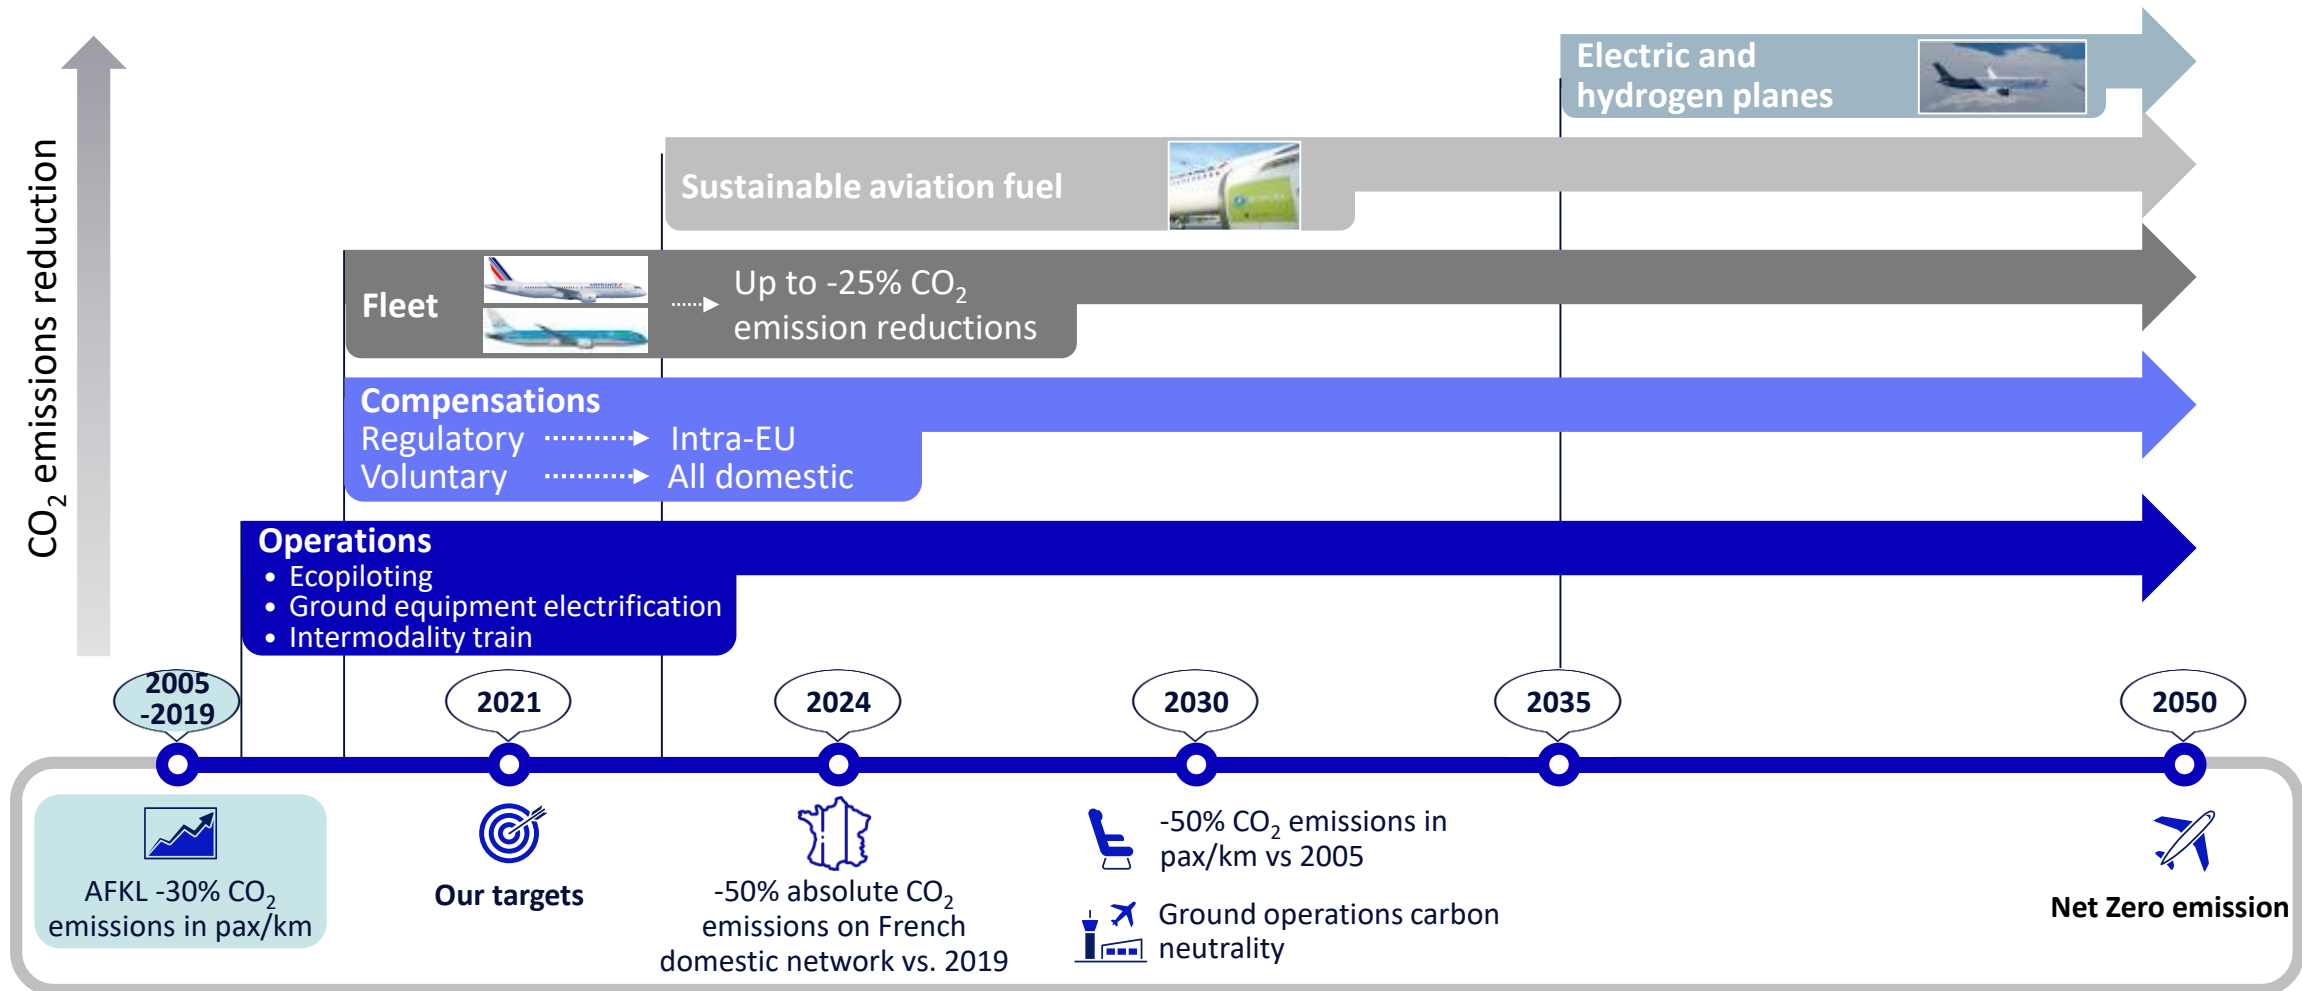 CO2 emissions reduction
Electric and
hydrogen planes
Sustainable aviation fuel
Fleet
Up to -25% CO2
emission reductions
Compensations
Regulatory Intra-EU
Voluntary All domestic
Operations
• Ecopiloting
• Ground equipment electrification
• Intermodality train
2005
-2019
2021
2024
2030
2035
2050
AFKL -30% CO2
emissions in pax/km
Our targets
-50% absolute CO2
emissions on French
domestic network vs. 2019
-50% CO2 emissions in
pax/km vs 2005
Ground operations carbon
neutrality
Net Zero emission